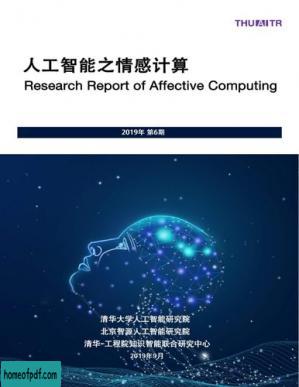 THUAITR
人工智能之情感计算
Research Report of Affective Computing
2019年 第6期
清华大学人工智能研究院
北京智源人工智能研究院
清华-工程院知识智能联合研究中心
2019年9月
homeofpdf.com